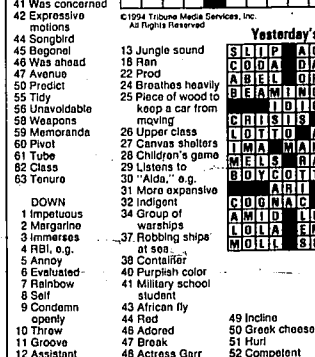 41 Was concerned
42 Expressive
motions
44 Songbird
45 Begone!
46 Was ahead
47 Avenue
50 Predict
55 Tidy
56 Unavoidable
58 Weapons
59 Memoranda
60 Pivot
61 Tube
62 Class
63 Tenure
DOWN
1 Impetuous
2 Margarine
3 Immerses
4 RBI, e.g.
5 Annoy
6 Evaluated
7 Rainbow
8 Self
9 Condemn
openly
10 Throw
11 Groove
12 Assistant
©1994 Tribune Media Services, Inc.
All Rights Reserved
13 Jungle sound
18 Ran
22 Prod
24 Breathes heavily
25 Piece of wood to
keep a car from
moving
26 Upper class
27 Canvas shelters
28 Children's game
29 Listens to
30 "Aida," e.g.
31 More expensive
32 Indigent
34 Group of
warships
37 Robbing ships
at sea
38 Container
40 Purplish color
41 Military school
student
43 African fly
44 Red
46 Adored
47 Break
48 Actress Garr
Yesterday's
SLIP AC
CODA DA
ABEL
BEAMIN
IDI
CRISIS
LOTTO
IMA MA
MELS
BOYCOTT
ARI
COGNAC
AMID
LOLA
MOLL
49 Incline
50 Greek cheese
51 Hurl
52 Competent